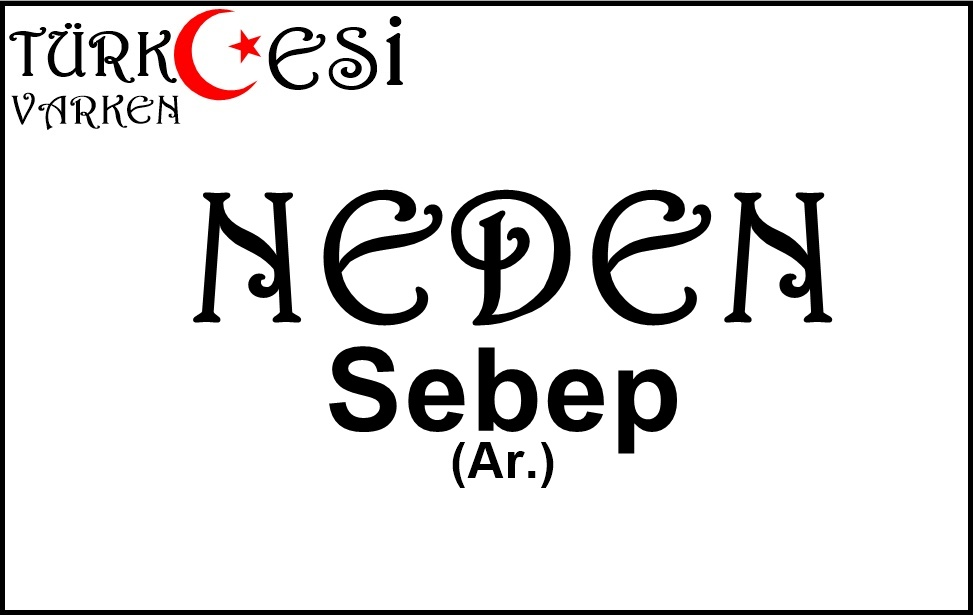 TÜRKÇESİ
VARKEN
NEDEN
Sebep
(Ar.)